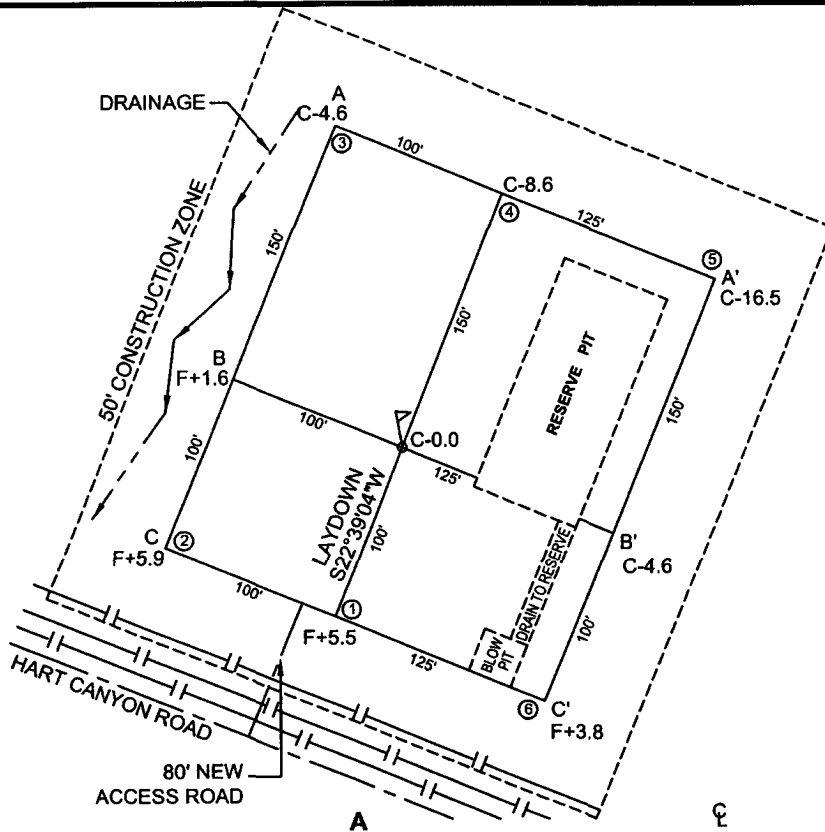 A
DRAINAGE
C-4.6
③
100'
C-8.6
④
125'
⑤
A'
C-16.5
50' CONSTRUCTION ZONE
150'
150'
RESERVE PIT
150'
B
F+1.6
100'
C-0.0
125'
100'
LAYDOWN
S22°39'04"W
100'
B'
C-4.6
DRAIN TO RESERVE
100'
C
②
F+5.9
100'
①
F+5.5
125'
BLOW
PIT
⑥
C'
F+3.8
HART CANYON ROAD
80' NEW
ACCESS ROAD
A
℄